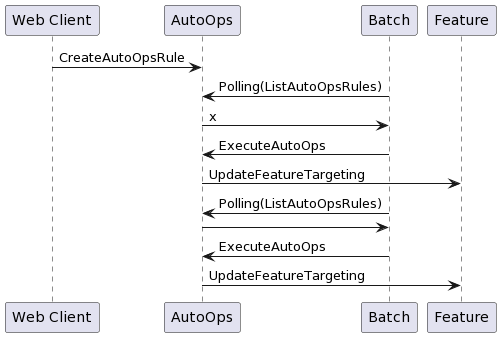 Web Client AutoOps Batch Feature
CreateAutoOpsRule
Polling(ListAutoOpsRules)
x
ExecuteAutoOps
UpdateFeatureTargeting
Polling(ListAutoOpsRules)
ExecuteAutoOps
UpdateFeatureTargeting
Web Client AutoOps Batch Feature